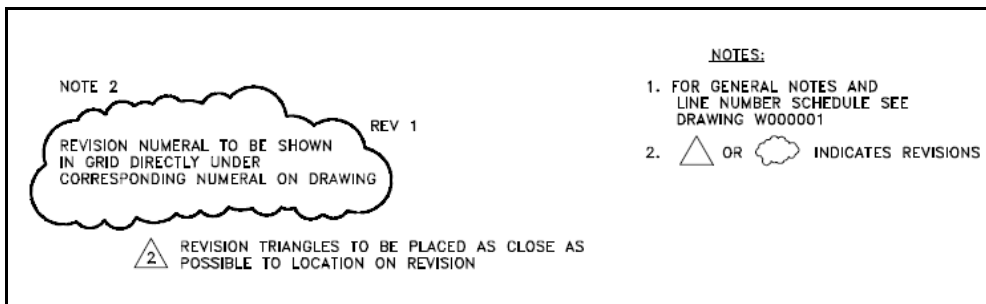 NOTE 2
REV 1
REVISION NUMERAL TO BE SHOWN
IN GRID DIRECTLY UNDER
CORRESPONDING NUMERAL ON DRAWING
2
REVISION TRIANGLES TO BE PLACED AS CLOSE AS
POSSIBLE TO LOCATION ON REVISION
NOTES:
1. FOR GENERAL NOTES AND
LINE NUMBER SCHEDULE SEE
DRAWING W000001
2. OR INDICATES REVISIONS